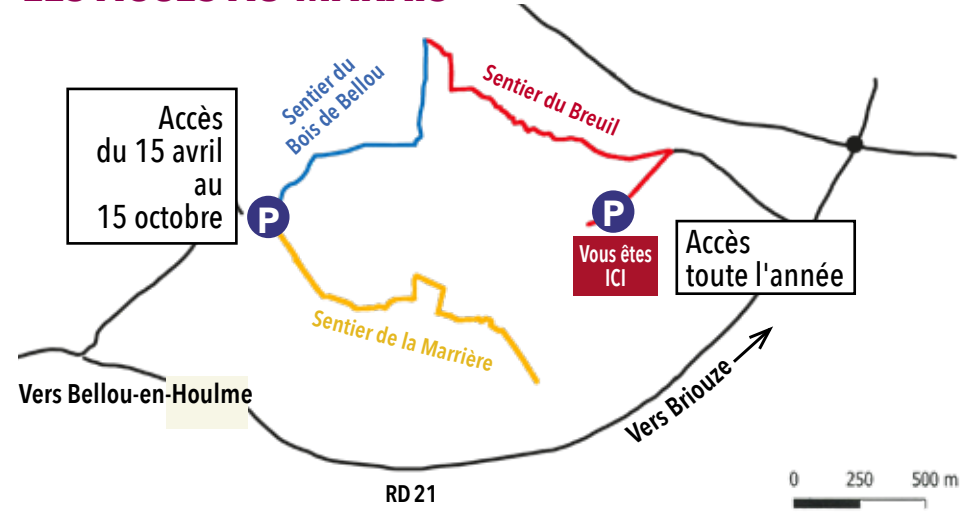 Sentier du
Bois de Bellou
Sentier du Breuil
Accès
du 15 avril
au
15 octobre
P
P
Vous êtes
ICI
Accès
toute l'année
Sentier de la Marrière
Vers Bellou-en-Houlme
Vers Briouze
RD 21
0 250 500 m